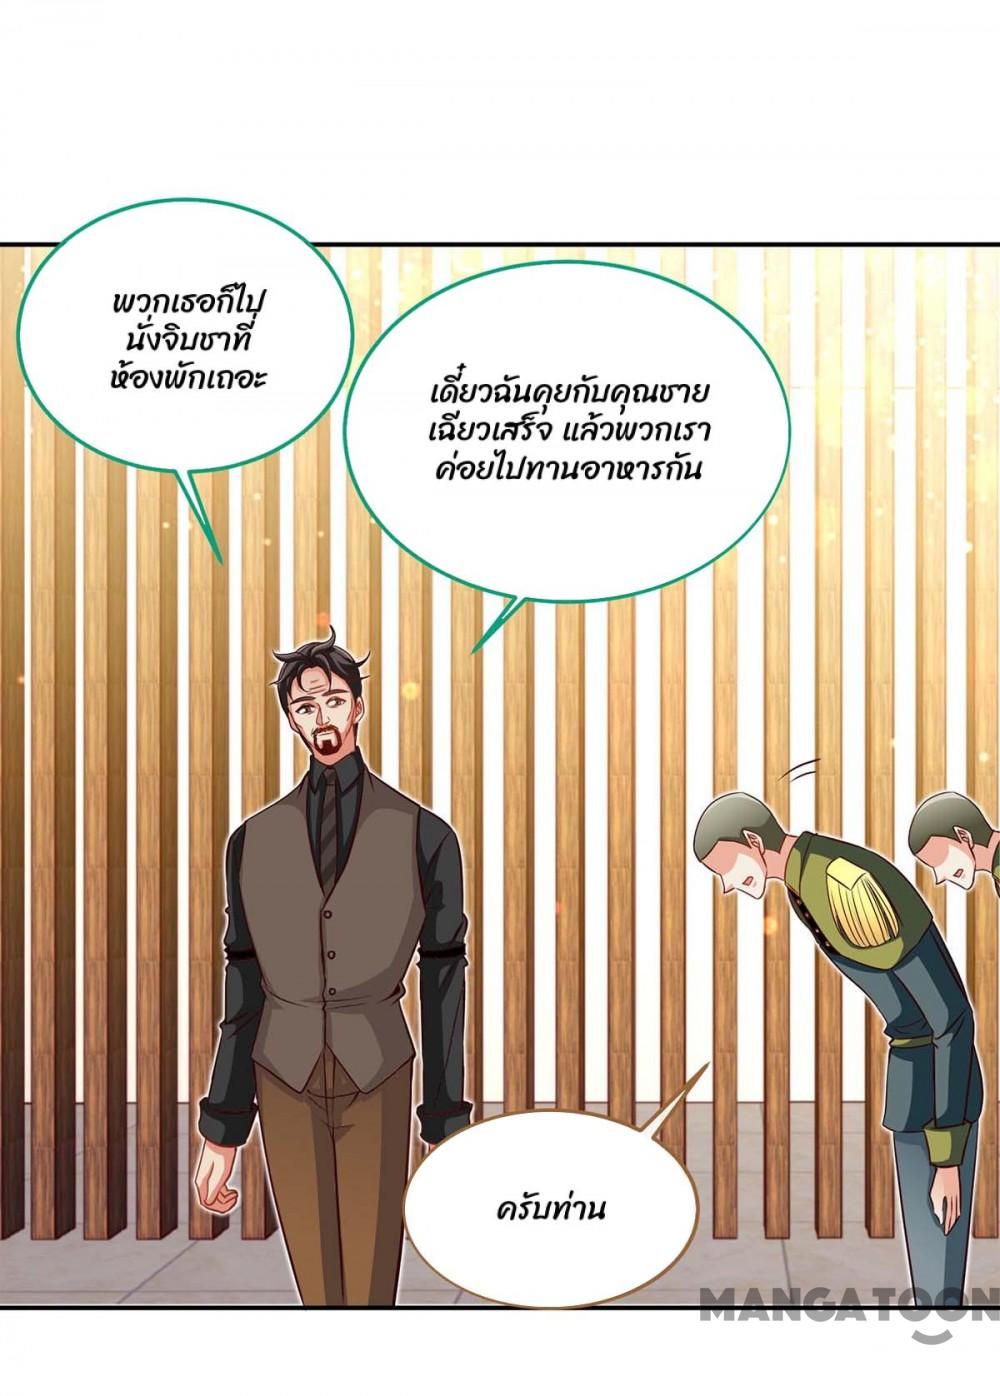 พวกเธอก็ไป
นั่งจิบชาที่
ห้องพักเถอะ
เดี๋ยวฉันคุยกับคุณชาย
เฉียวเสร็จ แล้วพวกเรา
ค่อยไปทานอาหารกัน
ครับท่าน
MANGATOON